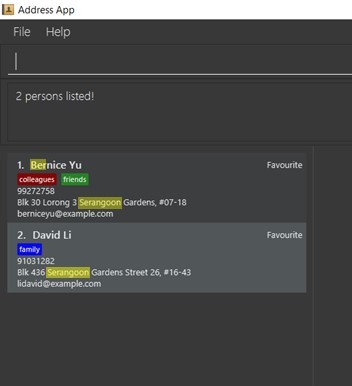 Address App
File Help
2 persons listed!
1. Bernice Yu Favourite
colleagues friends
99272758
Blk 30 Lorong 3 Serangoon Gardens, #07-18
berniceyu@example.com
2. David Li Favourite
family
91031282
Blk 436 Serangoon Gardens Street 26, #16-43
lidavid@example.com